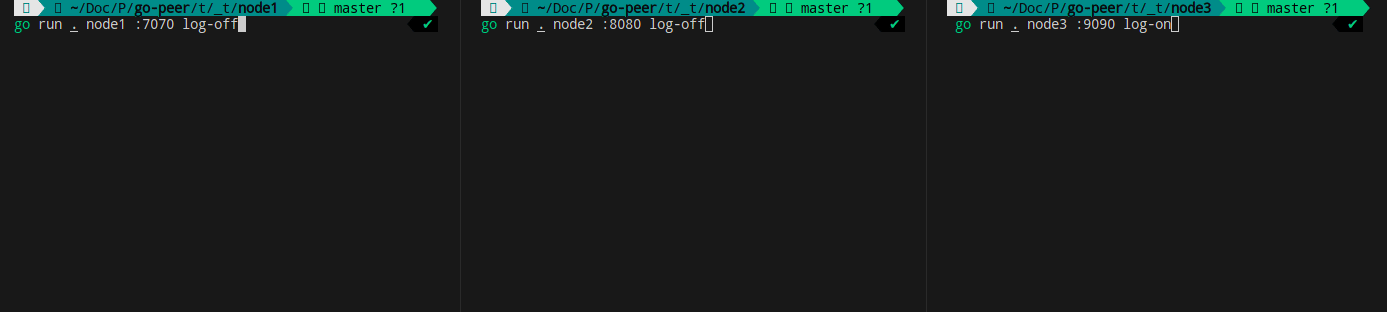 ~/Doc/P/go-peer/t/_t/node1 master ?1
go run . node1 :7070 log-off ✔
~/Doc/P/go-peer/t/_t/node2 master ?1
go run . node2 :8080 log-off ✔
~/Doc/P/go-peer/t/_t/node3 master ?1
go run . node3 :9090 log-on ✔